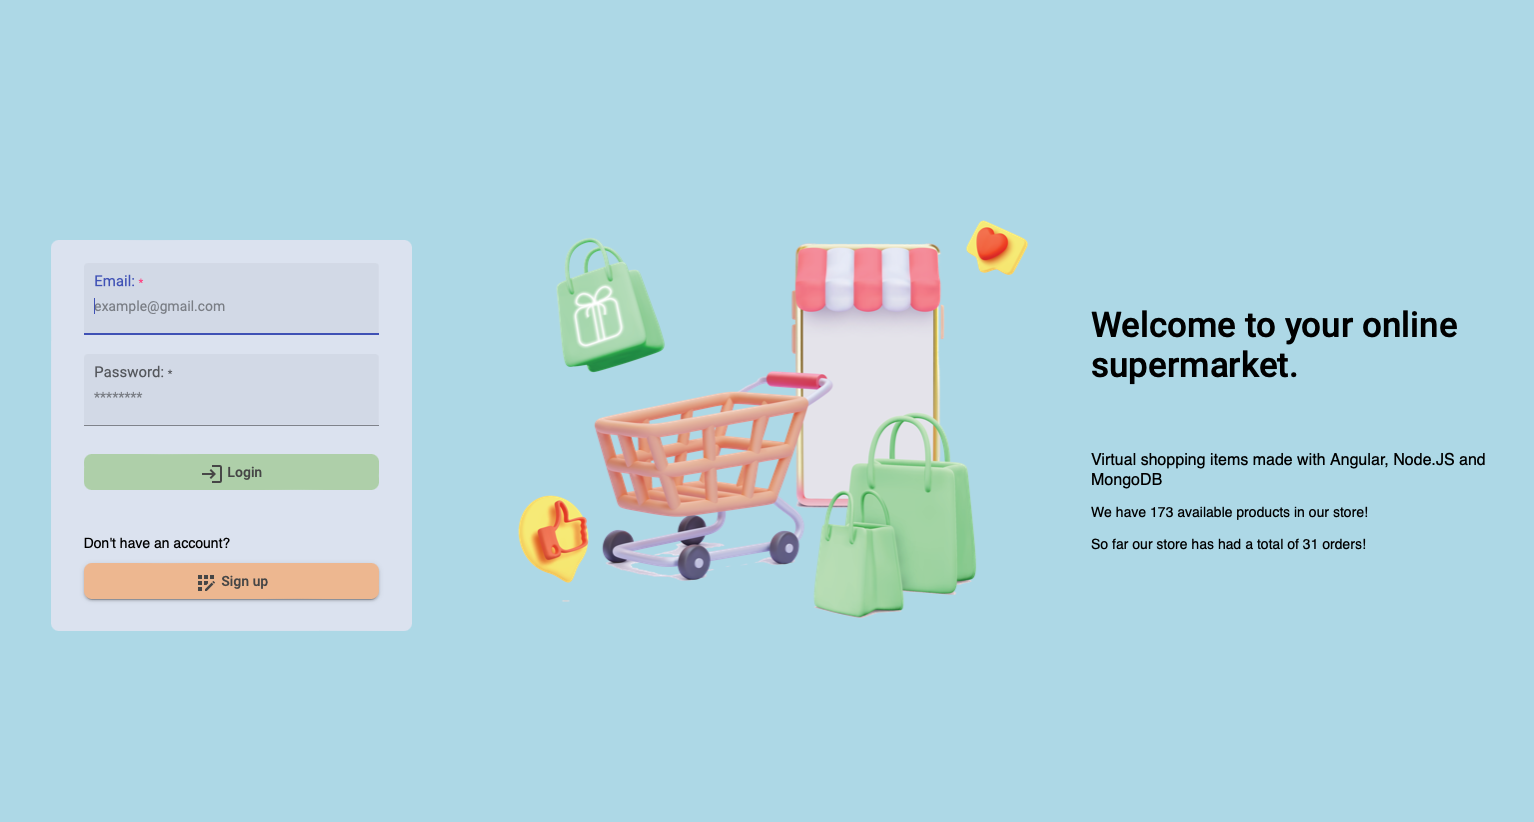 Email: *
example@gmail.com
Password: *
********
Login
Don't have an account?
Sign up
Welcome to your online
supermarket.
Virtual shopping items made with Angular, Node.JS and
MongoDB
We have 173 available products in our store!
So far our store has had a total of 31 orders!